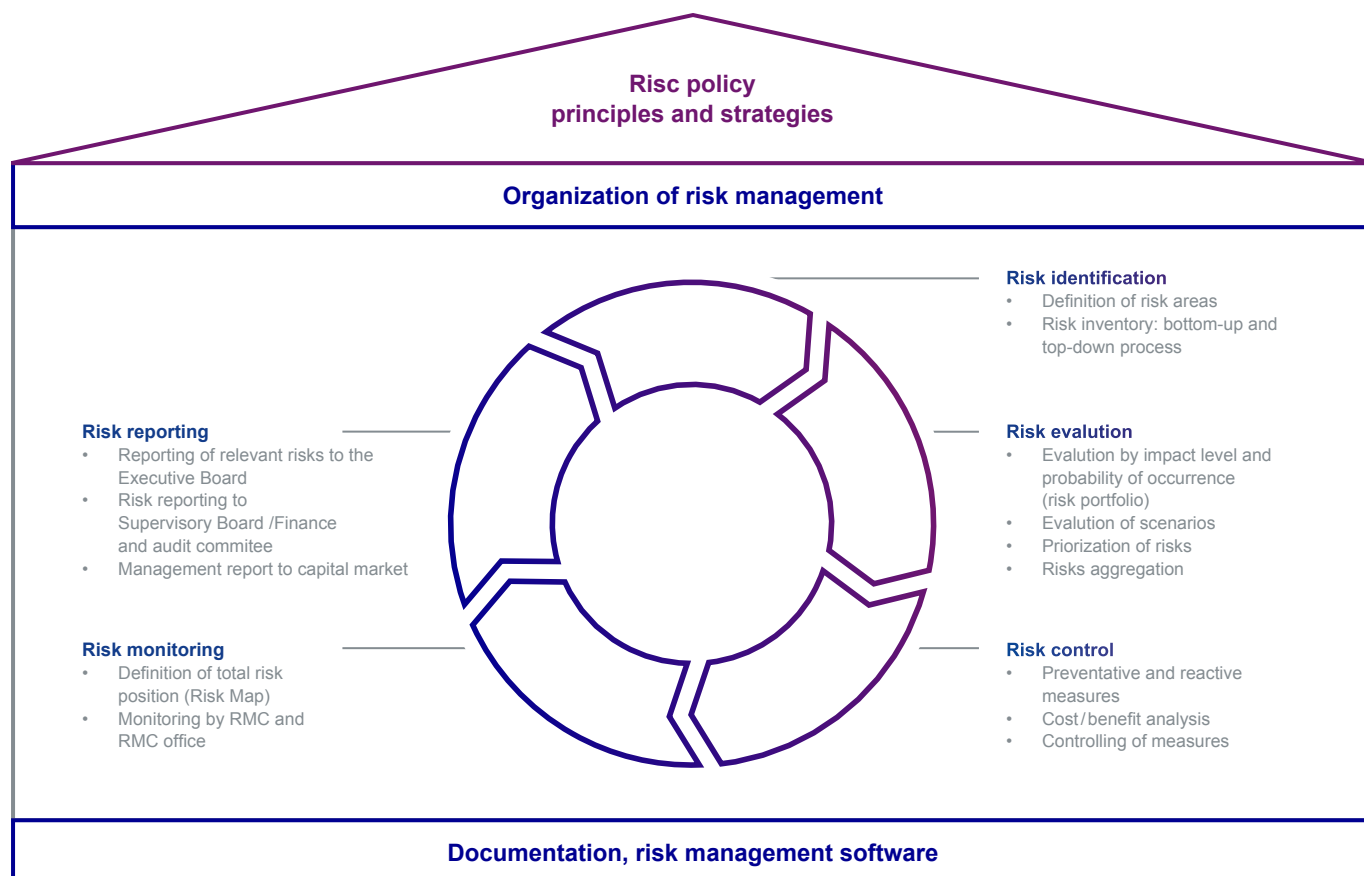 Risc policy
principles and strategies
Organization of risk management
Risk identification
• Definition of risk areas
• Risk inventory: bottom-up and
top-down process
Risk evalution
• Evalution by impact level and
probability of occurrence
(risk portfolio)
• Evalution of scenarios
• Priorization of risks
• Risks aggregation
Risk control
• Preventative and reactive
measures
• Cost/benefit analysis
• Controlling of measures
Risk monitoring
• Definition of total risk
position (Risk Map)
• Monitoring by RMC and
RMC office
Risk reporting
• Reporting of relevant risks to the
Executive Board
• Risk reporting to
Supervisory Board /Finance
and audit commitee
• Management report to capital market
Documentation, risk management software